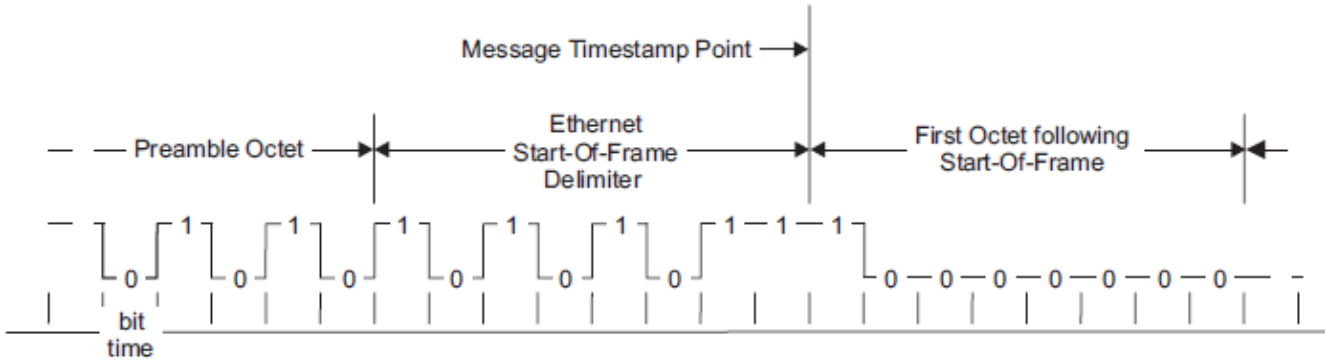 Message Timestamp Point
Preamble Octet
Ethernet
Start-Of-Frame
Delimiter
First Octet following
Start-Of-Frame
1 1 1 1 1 1 1 1
0 0 0 0 0 0 0 0 0 0 0 0 0
bit
time